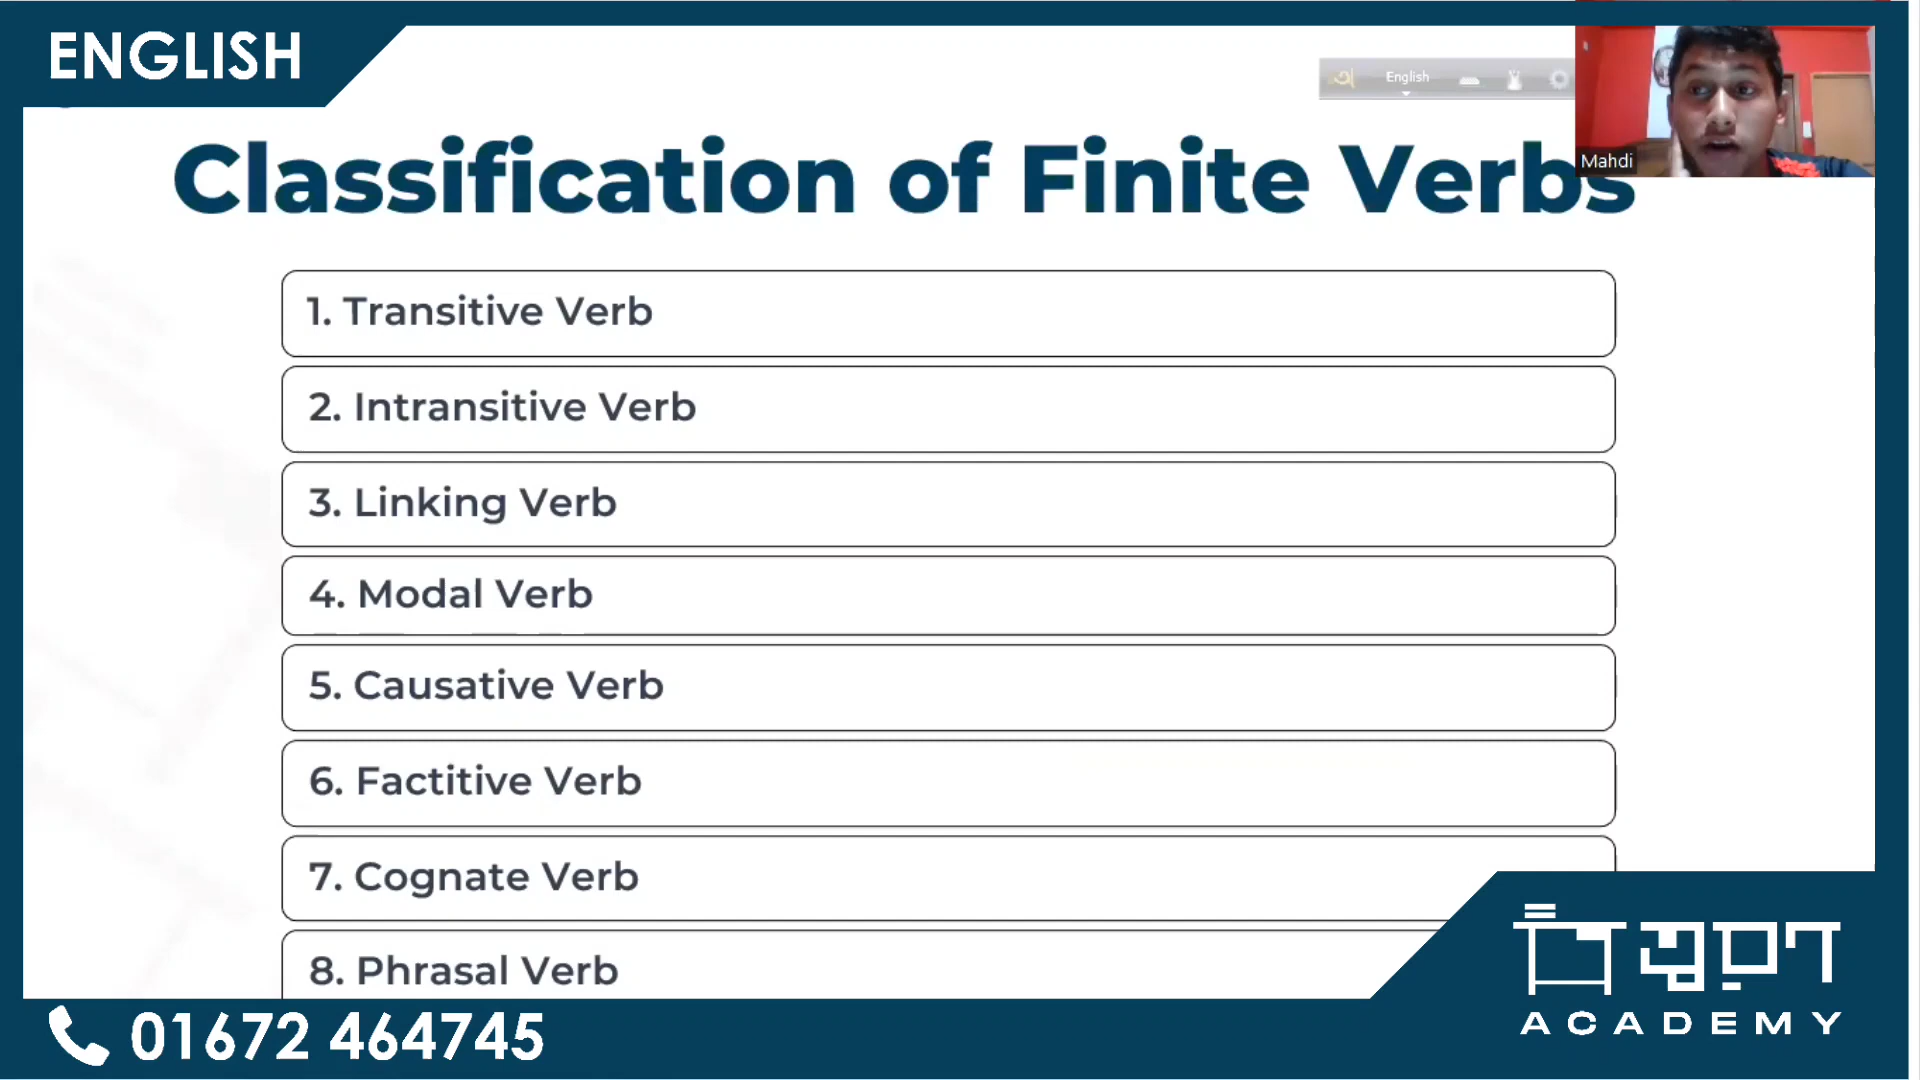 ENGLISH
English
Mahdi
Classification of Finite Verbs
1. Transitive Verb
2. Intransitive Verb
3. Linking Verb
4. Modal Verb
5. Causative Verb
6. Factitive Verb
7. Cognate Verb
8. Phrasal Verb
ACADEMY
01672 464745